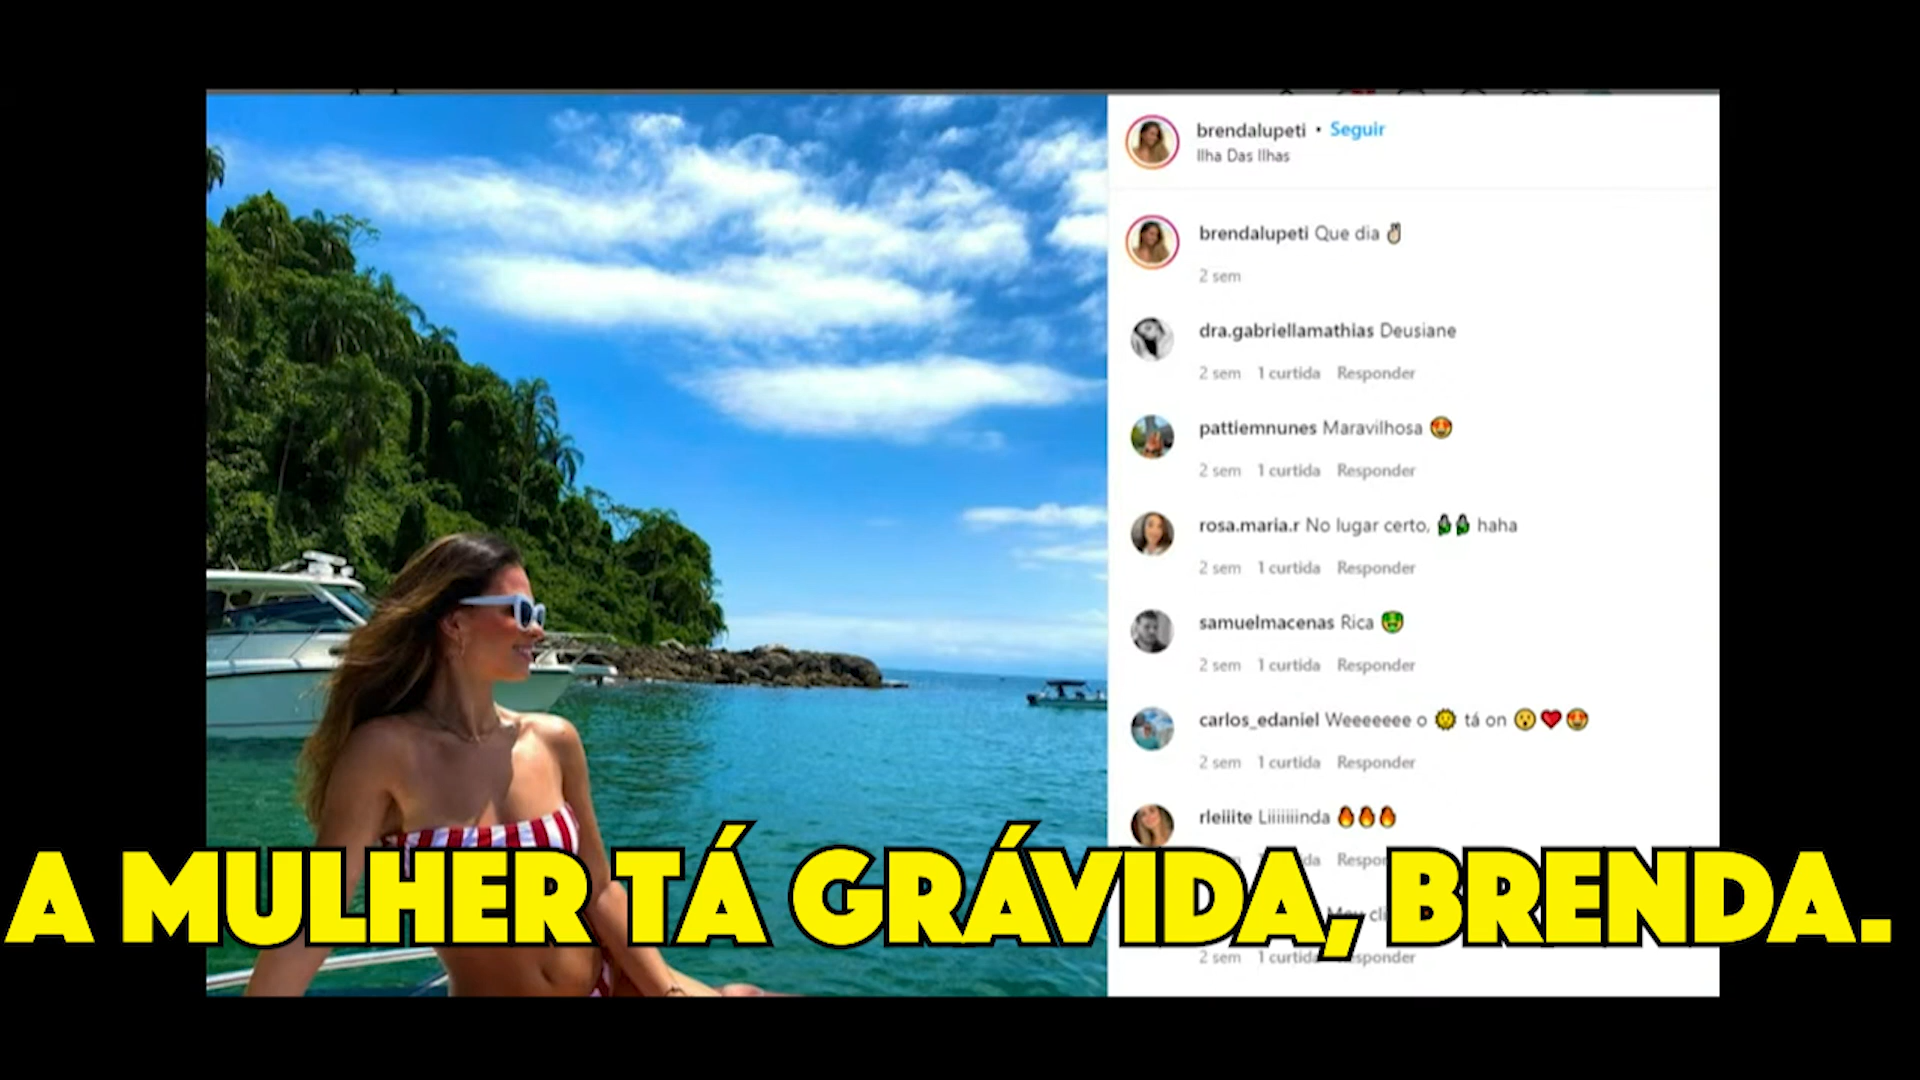 brendalupeti • Seguir
Ilha Das Ilhas
brendalupeti Que dia ✌🏻
2 sem
dra.gabriellamathias Deusiane
2 sem 1 curtida Responder
pattiemnunes Maravilhosa 😍
2 sem 1 curtida Responder
rosa.maria.r No lugar certo, haha
2 sem 1 curtida Responder
samuelmacenas Rica 🤑
2 sem 1 curtida Responder
carlos_edaniel Weeeeeee o 🌞 tá on 😮❤️😍
2 sem 1 curtida Responder
rleiiite Liiiiiiinda 🔥🔥🔥
A MULHER TÁ GRÁVIDA, BRENDA.
2 sem 1 curtida